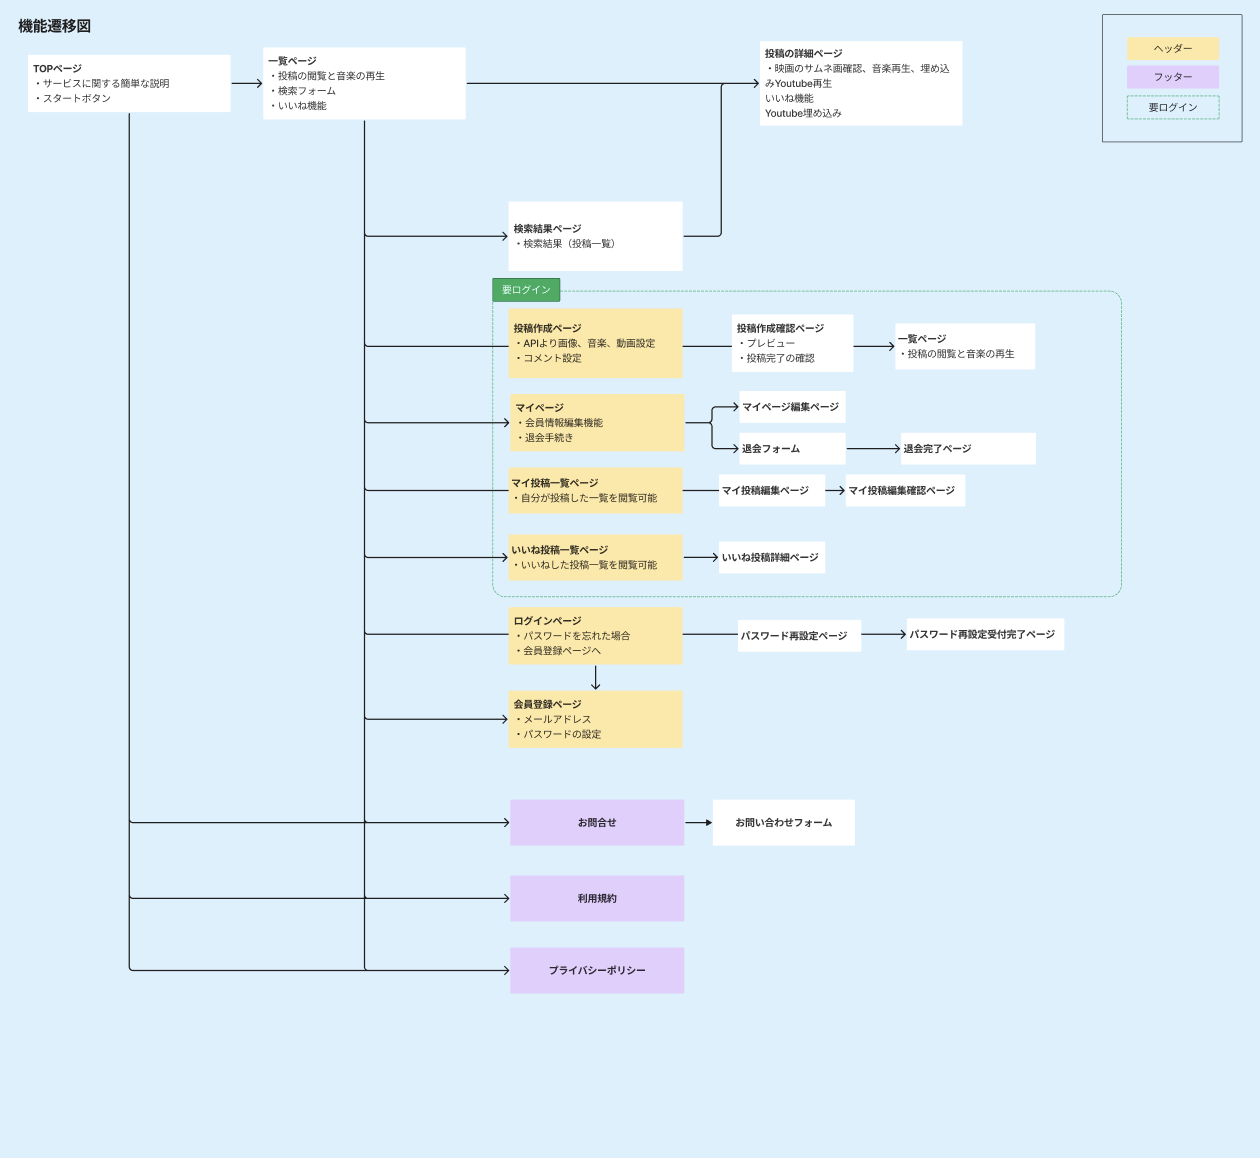 機能遷移図
TOPページ
・サービスに関する簡単な説明
・スタートボタン
一覧ページ
・投稿の閲覧と音楽の再生
・検索フォーム
・いいね機能
投稿の詳細ページ
・映画のサムネ画確認、音楽再生、埋め込
みYoutube再生
いいね機能
Youtube埋め込み
ヘッダー
フッター
要ログイン
検索結果ページ
・検索結果（投稿一覧）
要ログイン
投稿作成ページ
・APIより画像、音楽、動画設定
・コメント設定
投稿作成確認ページ
・プレビュー
・投稿完了の確認
一覧ページ
・投稿の閲覧と音楽の再生
マイページ
・会員情報編集機能
・退会手続き
マイページ編集ページ
退会フォーム
退会完了ページ
マイ投稿一覧ページ
・自分が投稿した一覧を閲覧可能
マイ投稿編集ページ
マイ投稿編集確認ページ
いいね投稿一覧ページ
・いいねした投稿一覧を閲覧可能
いいね投稿詳細ページ
ログインページ
・パスワードを忘れた場合
・会員登録ページへ
パスワード再設定ページ
パスワード再設定受付完了ページ
会員登録ページ
・メールアドレス
・パスワードの設定
お問合せ
お問い合わせフォーム
利用規約
プライバシーポリシー